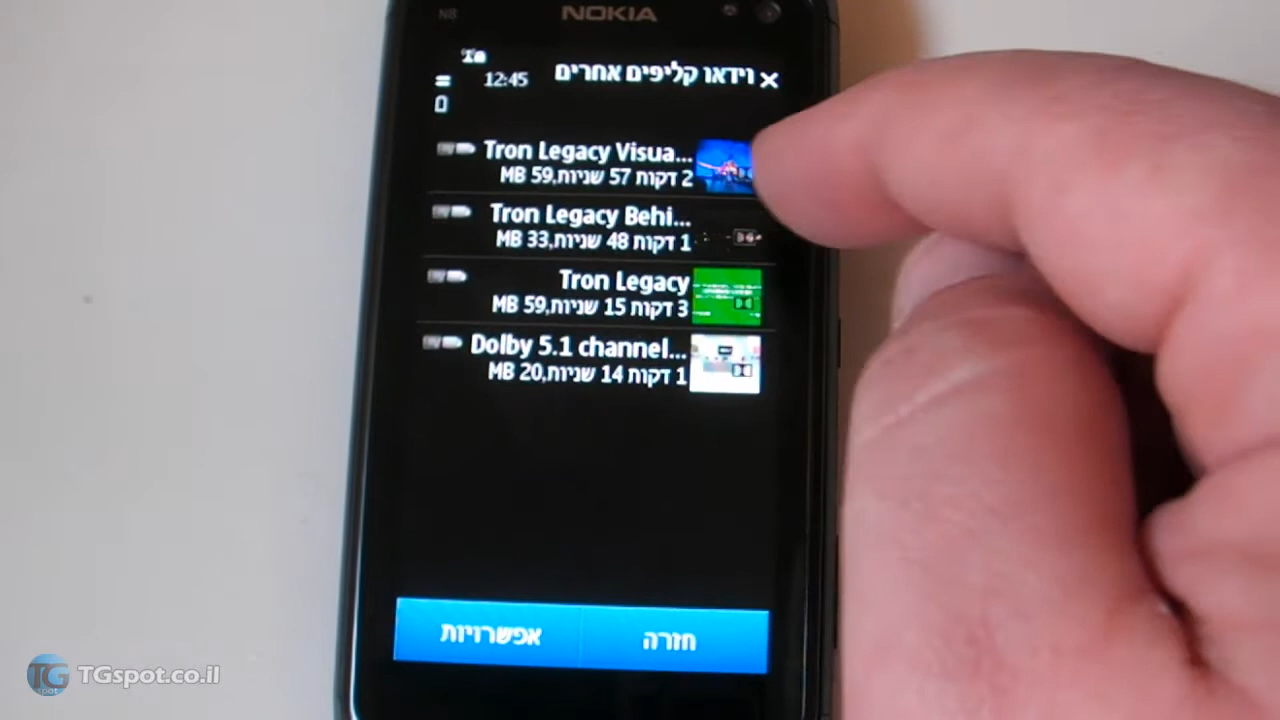 N8
NOKIA
12:45
וידאו קליפים אחרים
Tron Legacy Visua...
2 דקות 57 שניות,59 MB
Tron Legacy Behi...
1 דקות 48 שניות,33 MB
Tron Legacy
3 דקות 15 שניות,59 MB
Dolby 5.1 channel...
1 דקות 14 שניות,20 MB
חזרה
אפשרויות
TG
spot
TGspot.co.il